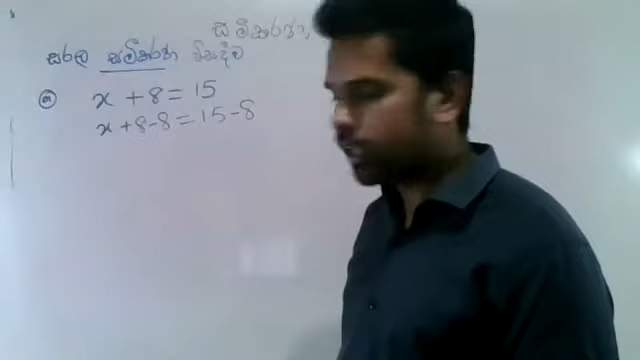 සමීකරණ
සරල සමීකරණ විසඳීම
x + 8 = 15
x + 8 - 8 = 15 - 8